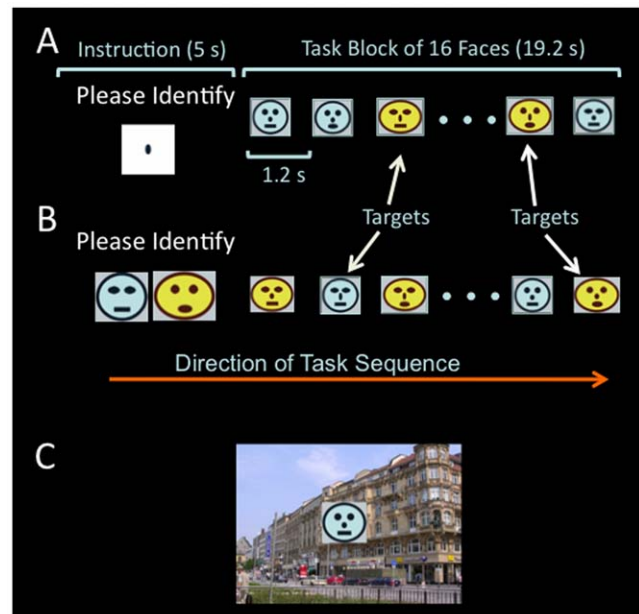 A
Instruction (5 s)
Task Block of 16 Faces (19.2 s)
Please Identify
1.2 s
Targets
Targets
B
Please Identify
Direction of Task Sequence
C